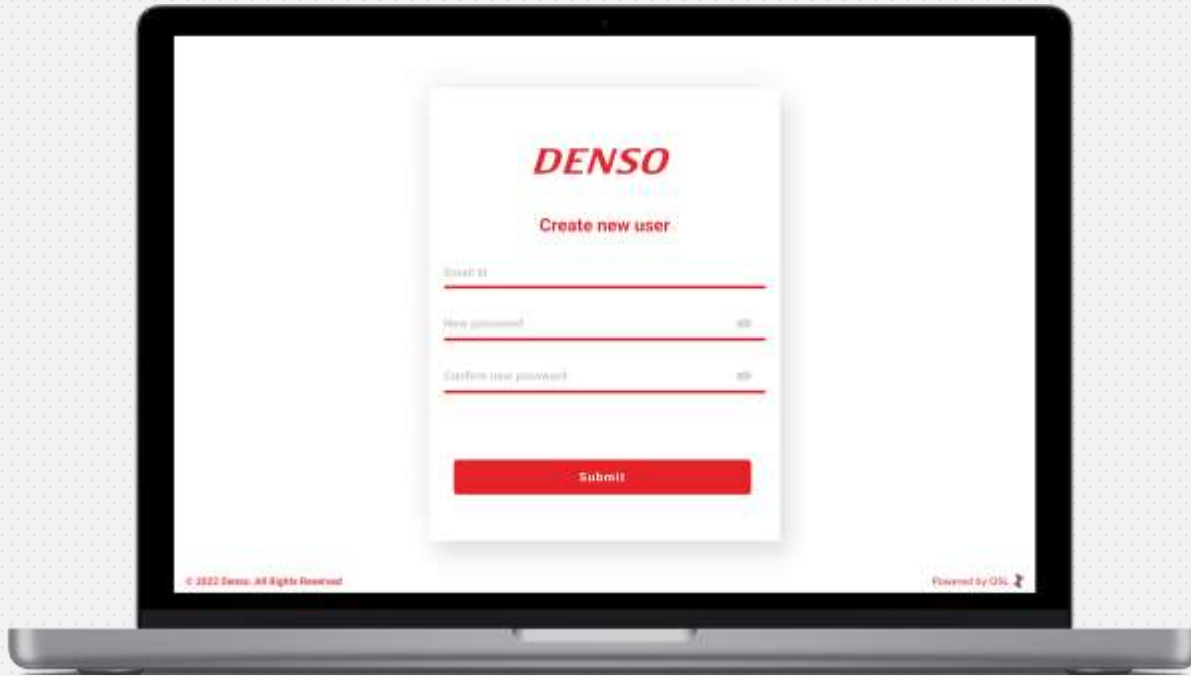 DENSO
Create new user
Email Id
New password
Confirm new password
Submit
© 2022 Denso. All Rights Reserved
Powered by QSL